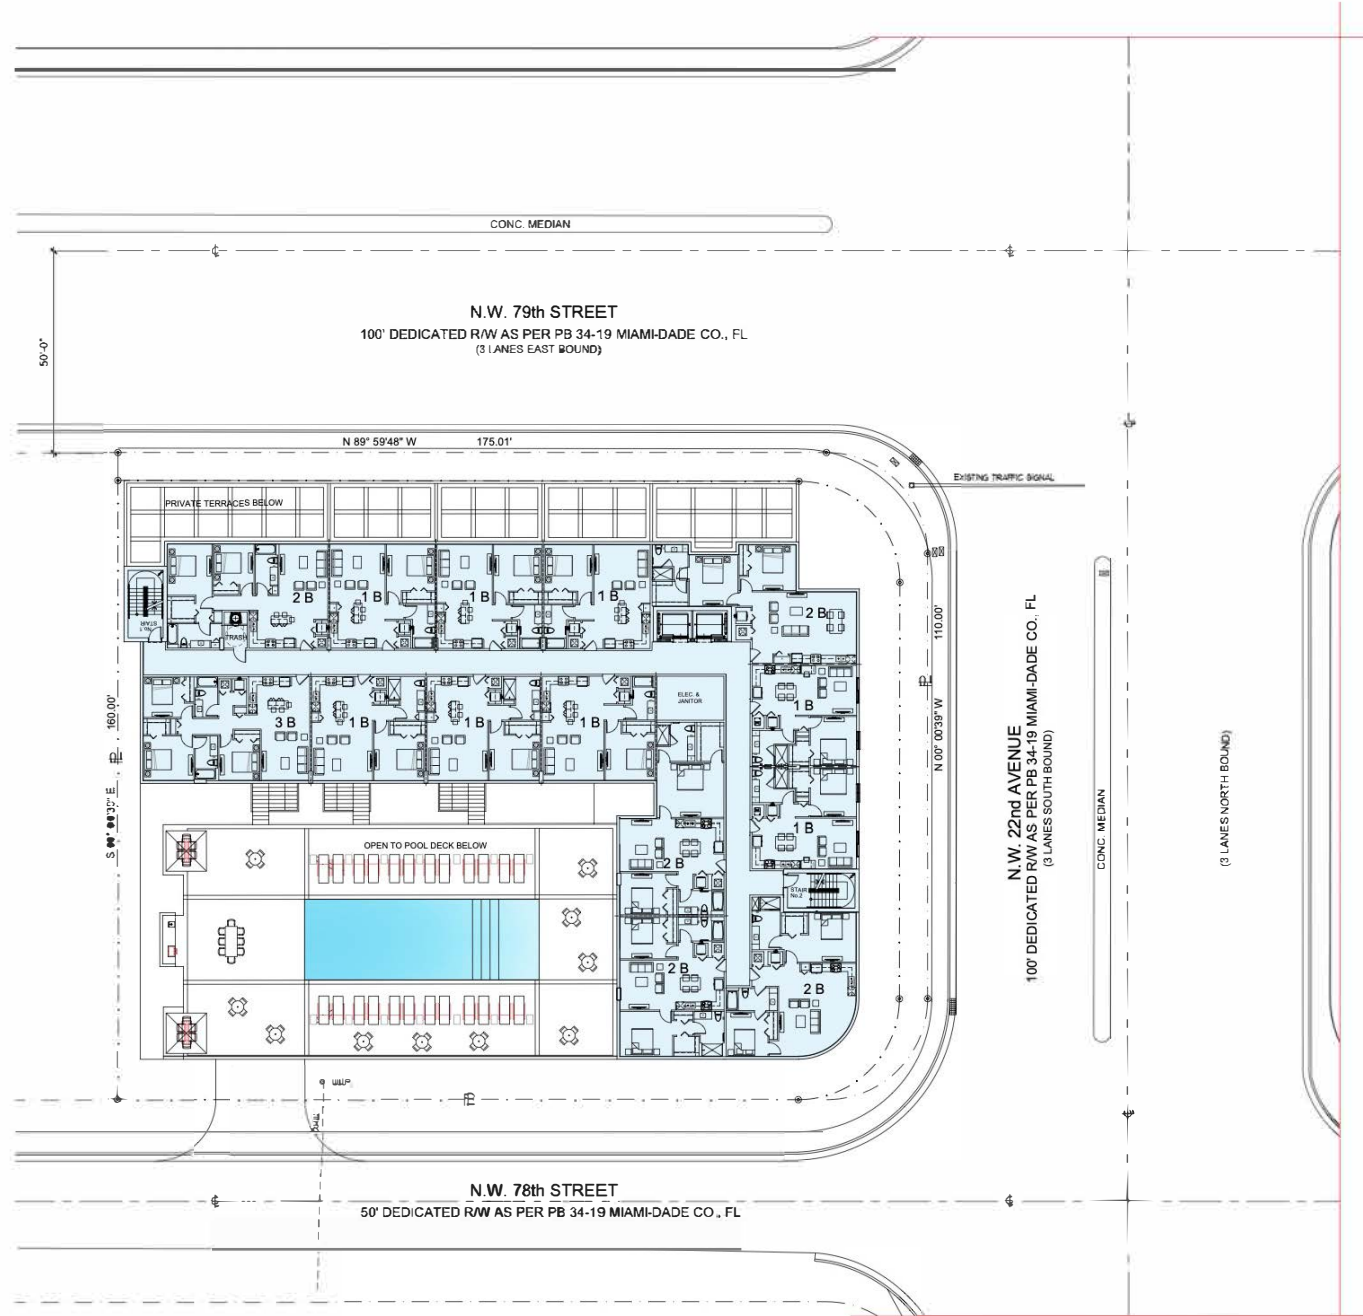 CONC. MEDIAN
N.W. 79th STREET
100' DEDICATED R/W AS PER PB 34-19 MIAMI-DADE CO., FL
(3 LANES EAST BOUND)
50'-0"
N 89° 59'48" W 175.01'
EXISTING TRAFFIC SIGNAL
PRIVATE TERRACES BELOW
2 B
1 B
1 B
1 B
2 B
STAIR
No.1
TRASH
110.00'
N 00° 00'39" W
160.00'
3 B
1 B
1 B
1 B
ELEC. &
JANITOR
1 B
1 B
OPEN TO POOL DECK BELOW
2 B
STAIR
No.2
2 B
2 B
N.W. 22nd AVENUE
100' DEDICATED R/W AS PER PB 34-19 MIAMI-DADE CO., FL
(3 LANES SOUTH BOUND)
CONC. MEDIAN
(3 LANES NORTH BOUND)
N.W. 78th STREET
50' DEDICATED R/W AS PER PB 34-19 MIAMI-DADE CO., FL